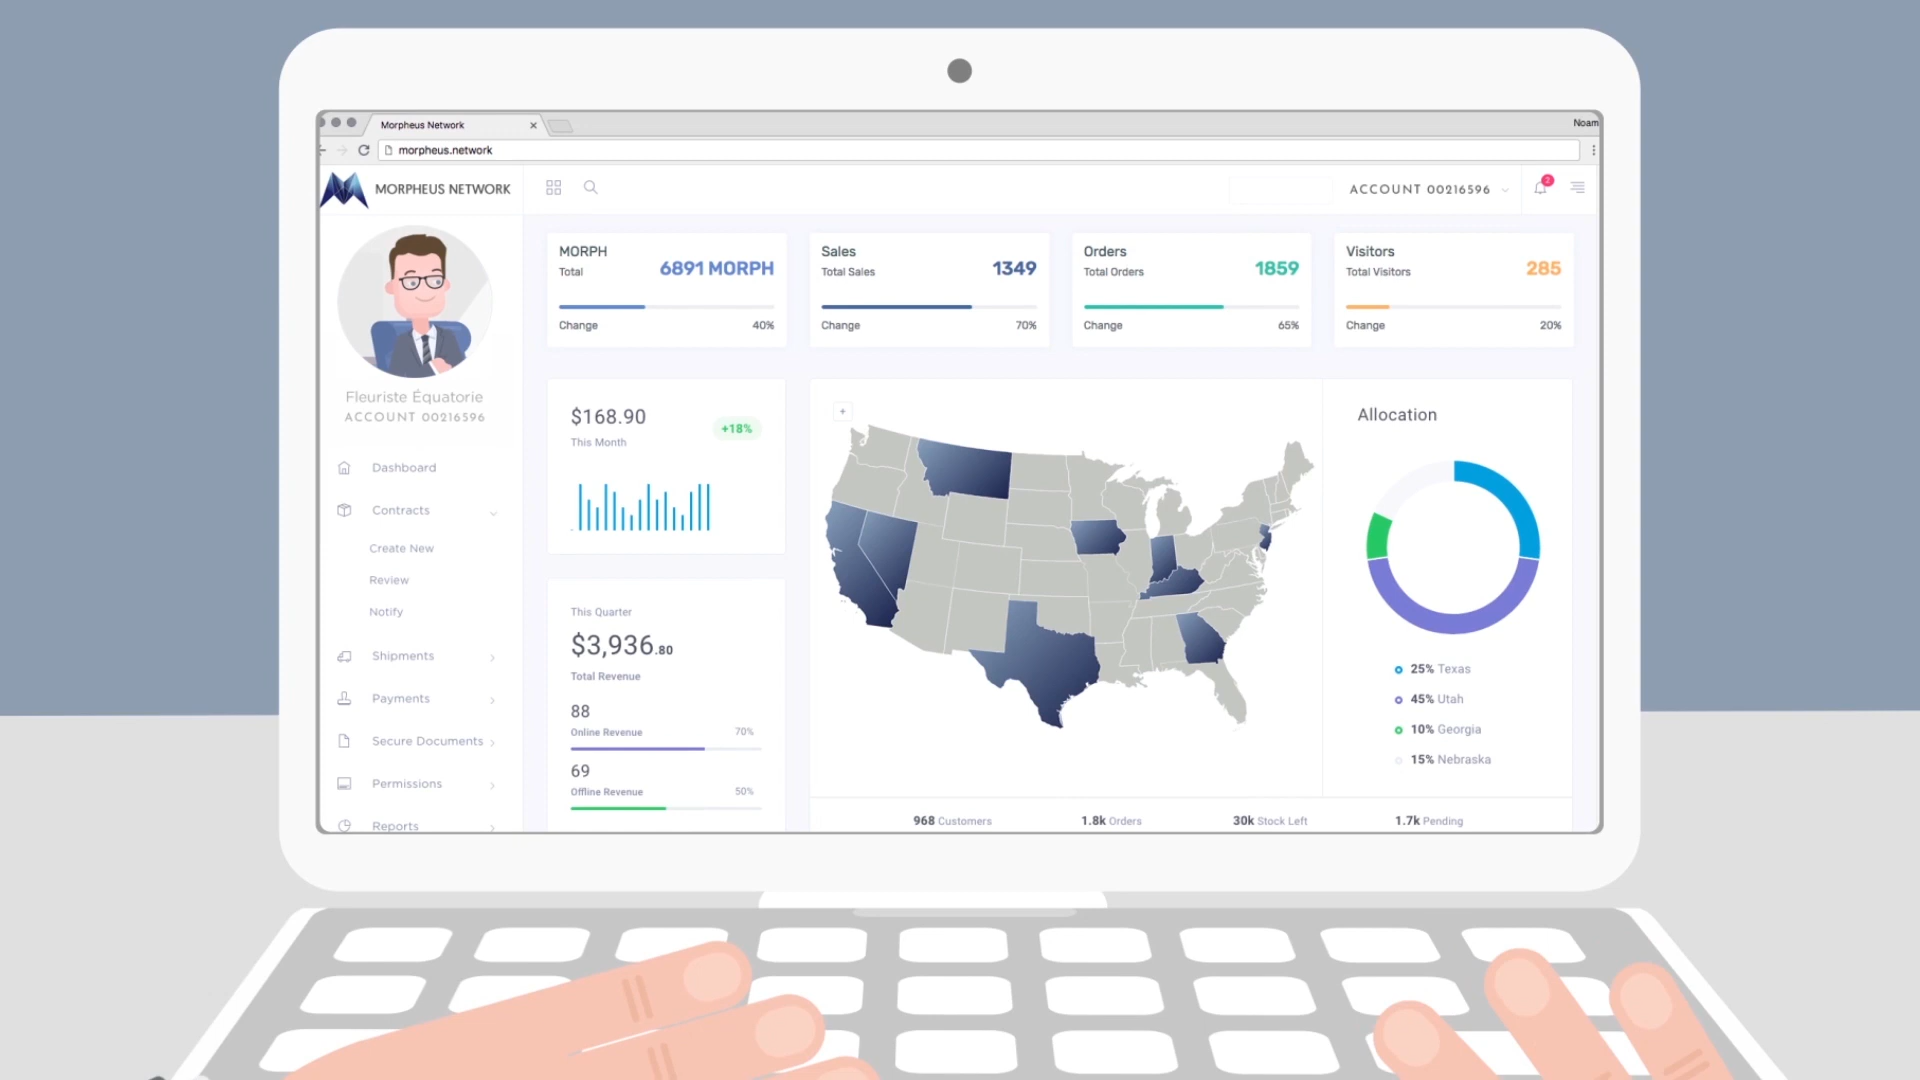 Morpheus Network
Noam
morpheus.network
MORPHEUS NETWORK
ACCOUNT 00216596
2
Fleuriste Équatorie
ACCOUNT 00216596
Dashboard
Contracts
Create New
Review
Notify
Shipments
Payments
Secure Documents
Permissions
Reports
MORPH
Total
6891 MORPH
Change
40%
Sales
Total Sales
1349
Change
70%
Orders
Total Orders
1859
Change
65%
Visitors
Total Visitors
285
Change
20%
$168.90
This Month
+18%
This Quarter
$3,936.80
Total Revenue
88
Online Revenue
70%
69
Offline Revenue
50%
+
Allocation
25% Texas
45% Utah
10% Georgia
15% Nebraska
968 Customers
1.8k Orders
30k Stock Left
1.7k Pending